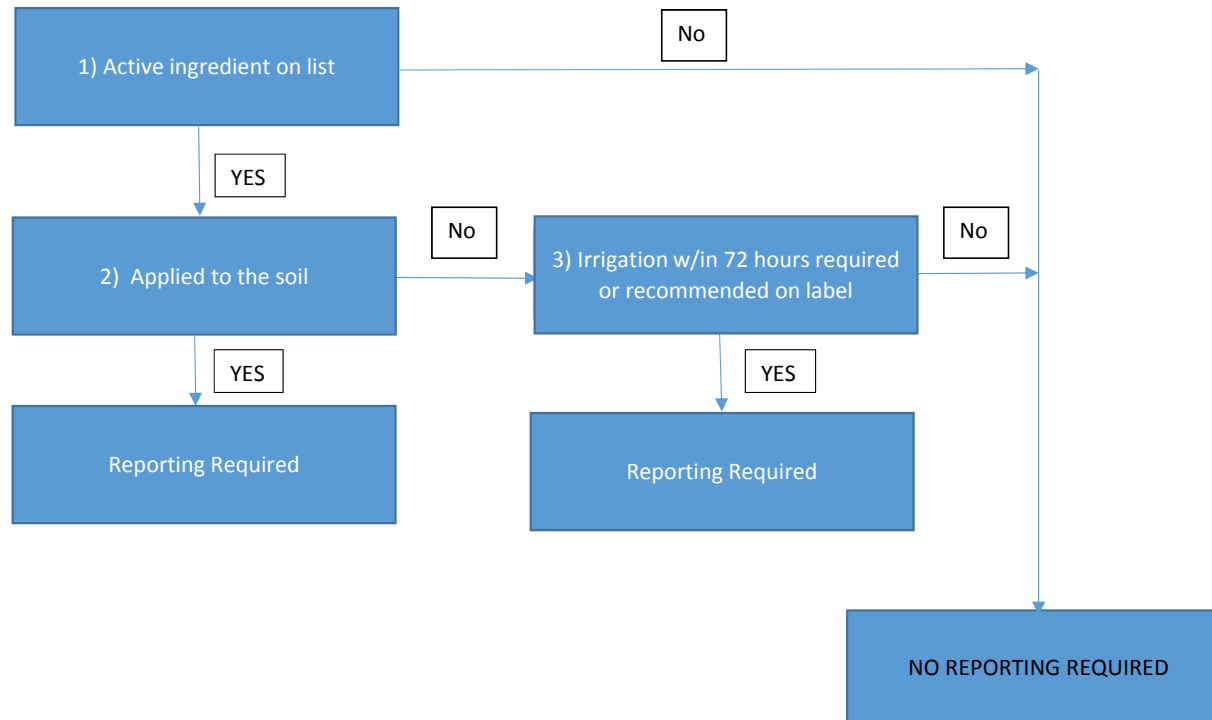 No
1) Active ingredient on list
YES
No
No
2) Applied to the soil
3) Irrigation w/in 72 hours required
or recommended on label
YES
YES
Reporting Required
Reporting Required
NO REPORTING REQUIRED